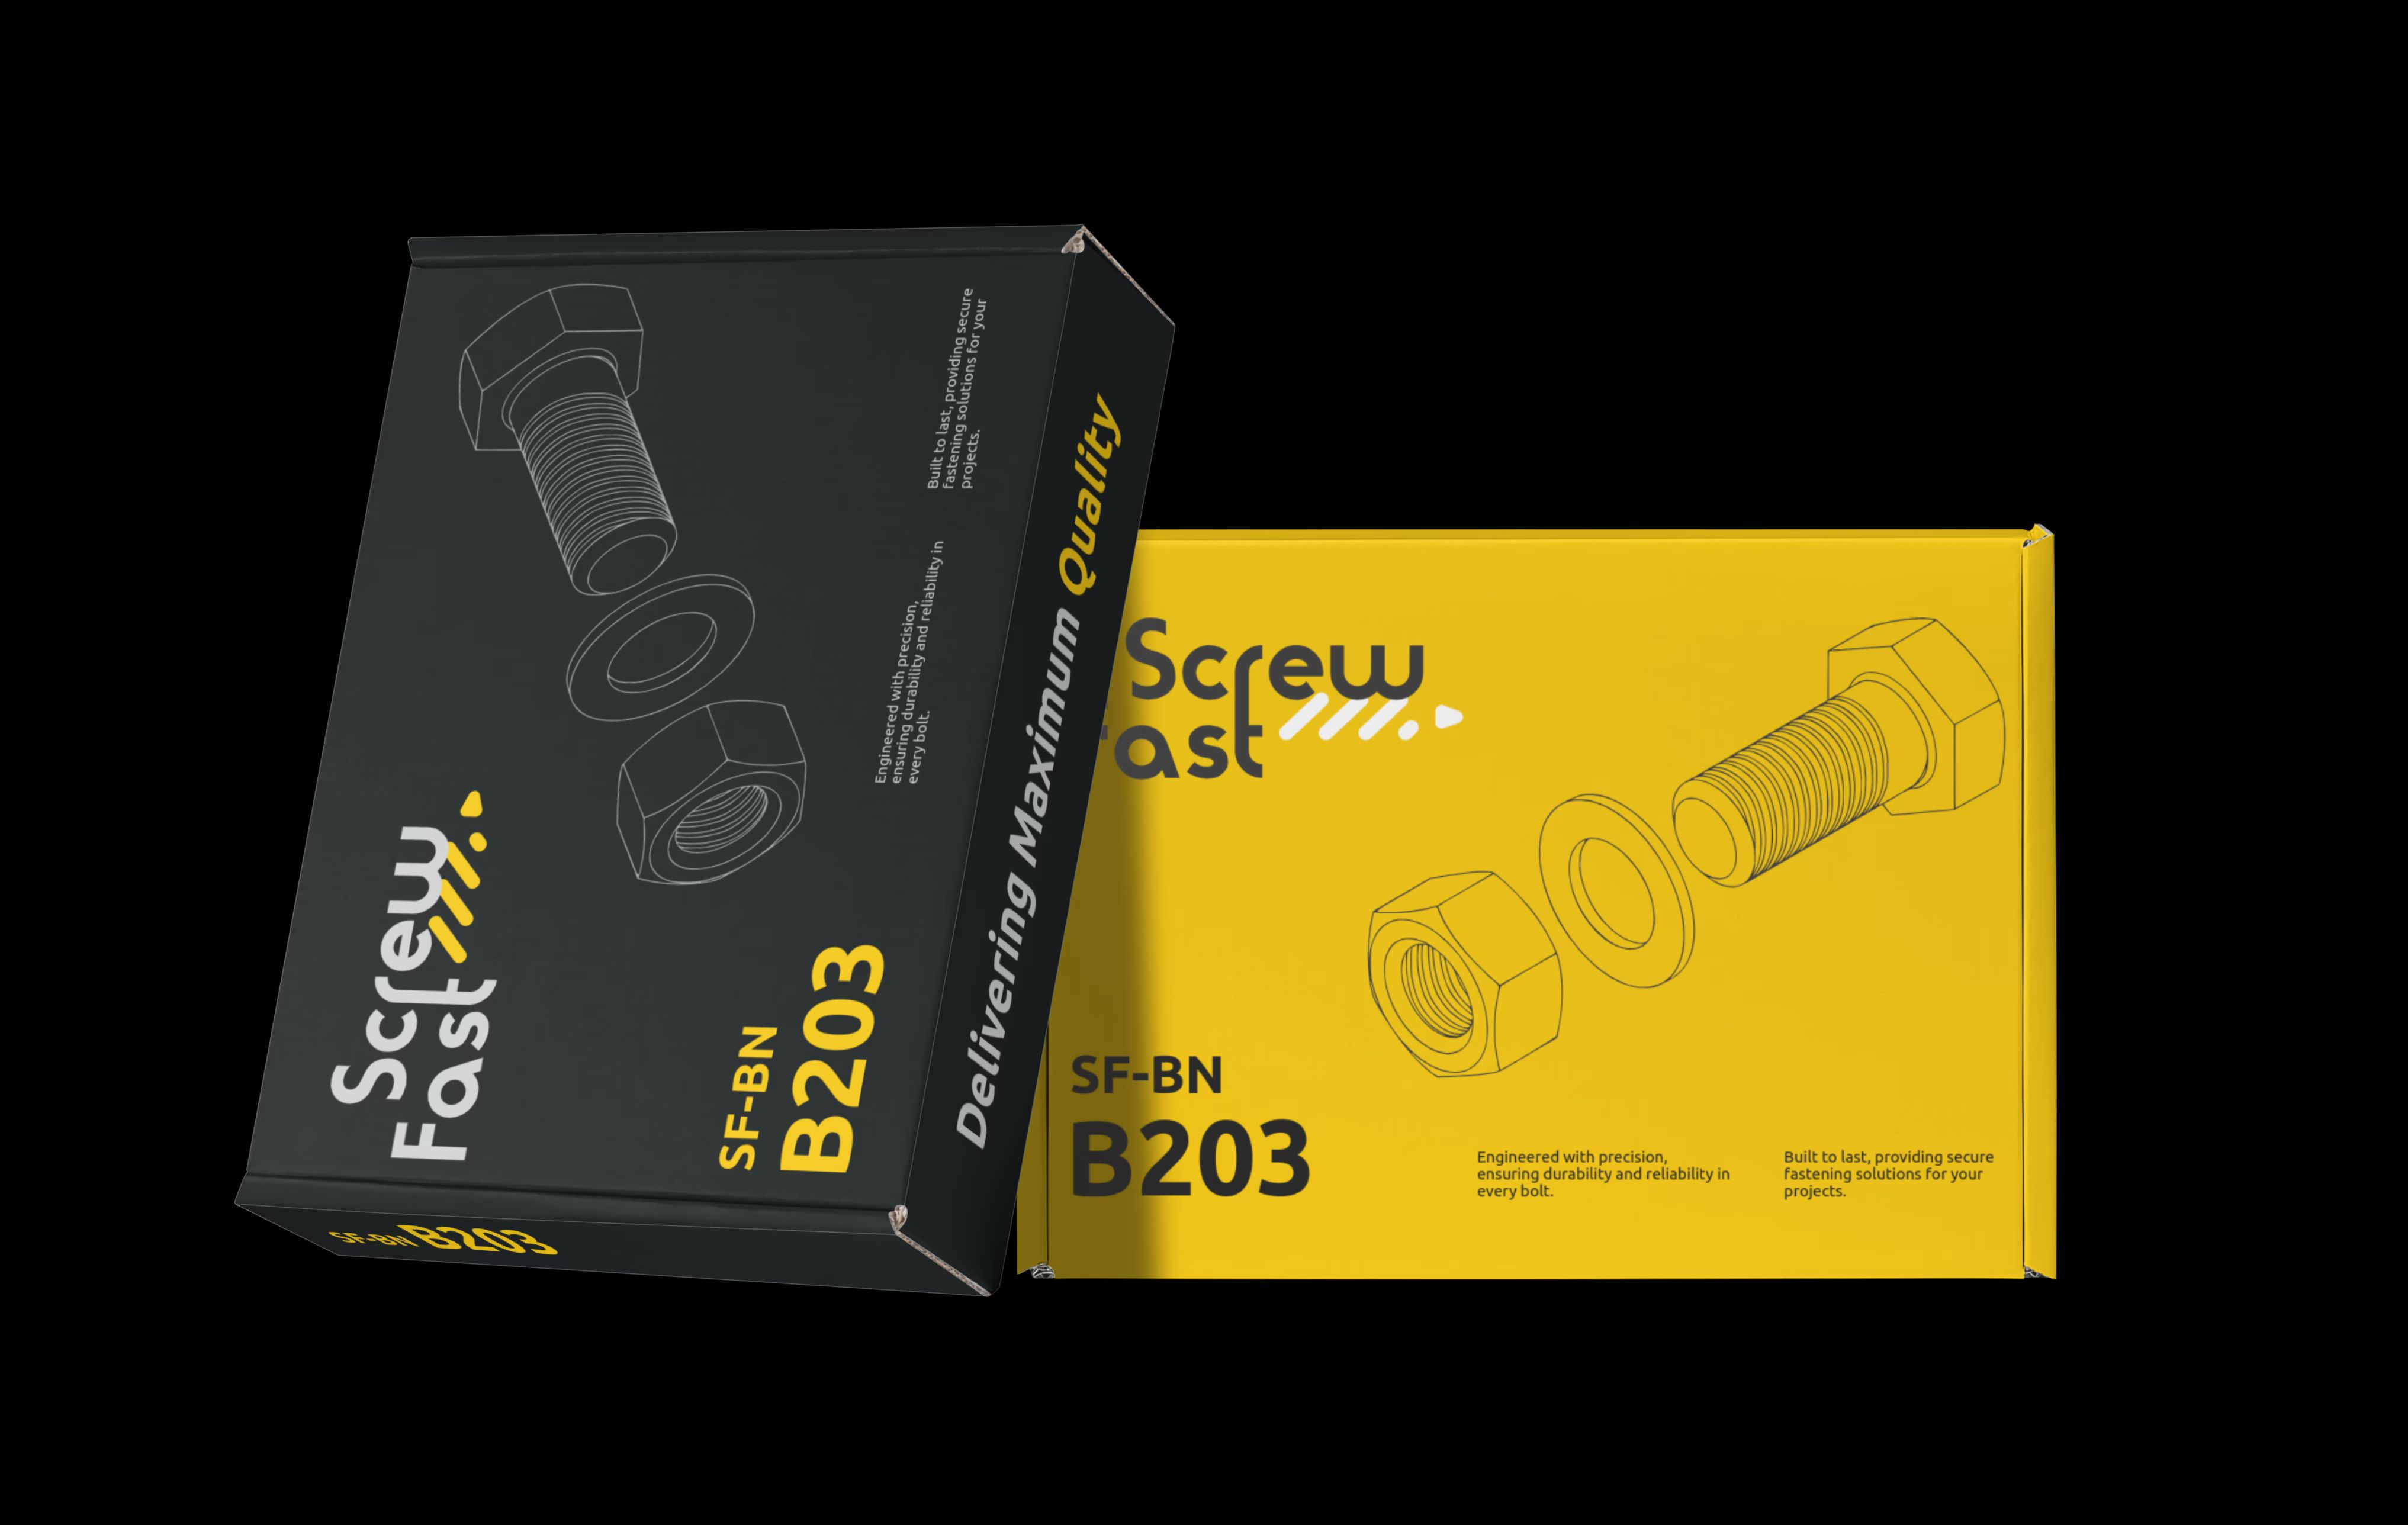 Screw
Fast
SF-BN
B203
Engineered with precision,
ensuring durability and reliability in
every bolt.
Built to last, providing secure
fastening solutions for your
projects.
Delivering Maximum Quality
SF-BN B203
Screw
Fast
SF-BN
B203
Engineered with precision,
ensuring durability and reliability in
every bolt.
Built to last, providing secure
fastening solutions for your
projects.